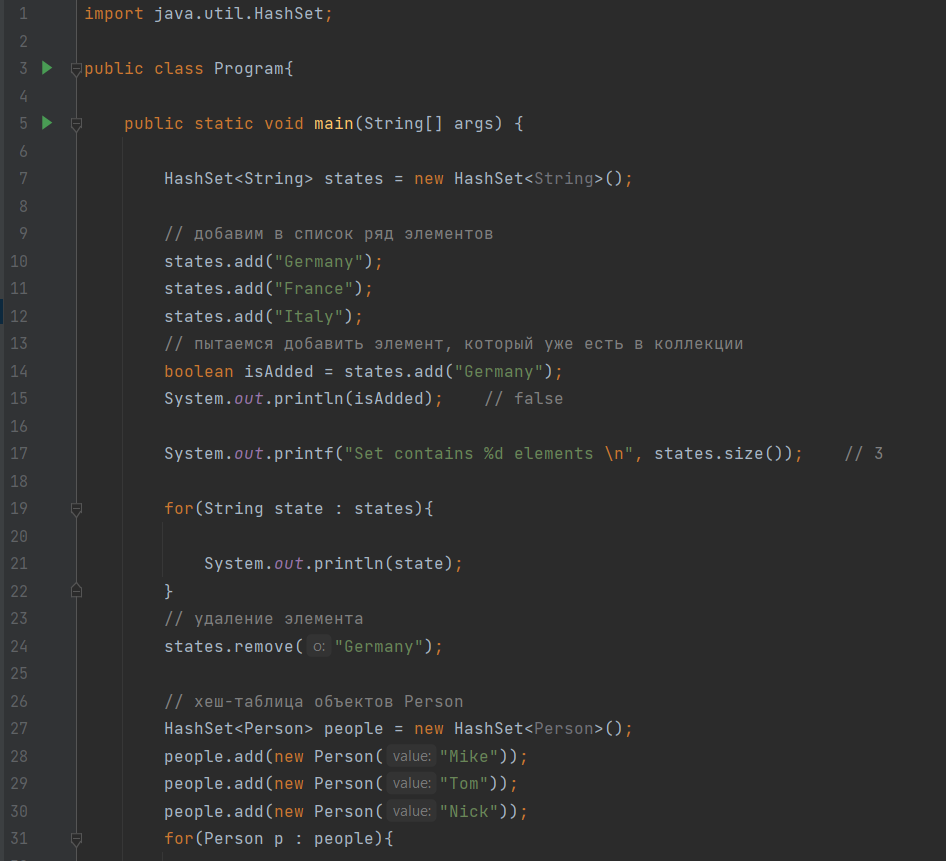 1 import java.util.HashSet;
2
3 public class Program{
4
5 public static void main(String[] args) {
6
7 HashSet<String> states = new HashSet<String>();
8
9 // добавим в список ряд элементов
10 states.add("Germany");
11 states.add("France");
12 states.add("Italy");
13 // пытаемся добавить элемент, который уже есть в коллекции
14 boolean isAdded = states.add("Germany");
15 System.out.println(isAdded); // false
16
17 System.out.printf("Set contains %d elements \n", states.size()); // 3
18
19 for(String state : states){
20
21 System.out.println(state);
22 }
23 // удаление элемента
24 states.remove( o: "Germany");
25
26 // хеш-таблица объектов Person
27 HashSet<Person> people = new HashSet<Person>();
28 people.add(new Person( value: "Mike"));
29 people.add(new Person( value: "Tom"));
30 people.add(new Person( value: "Nick"));
31 for(Person p : people){